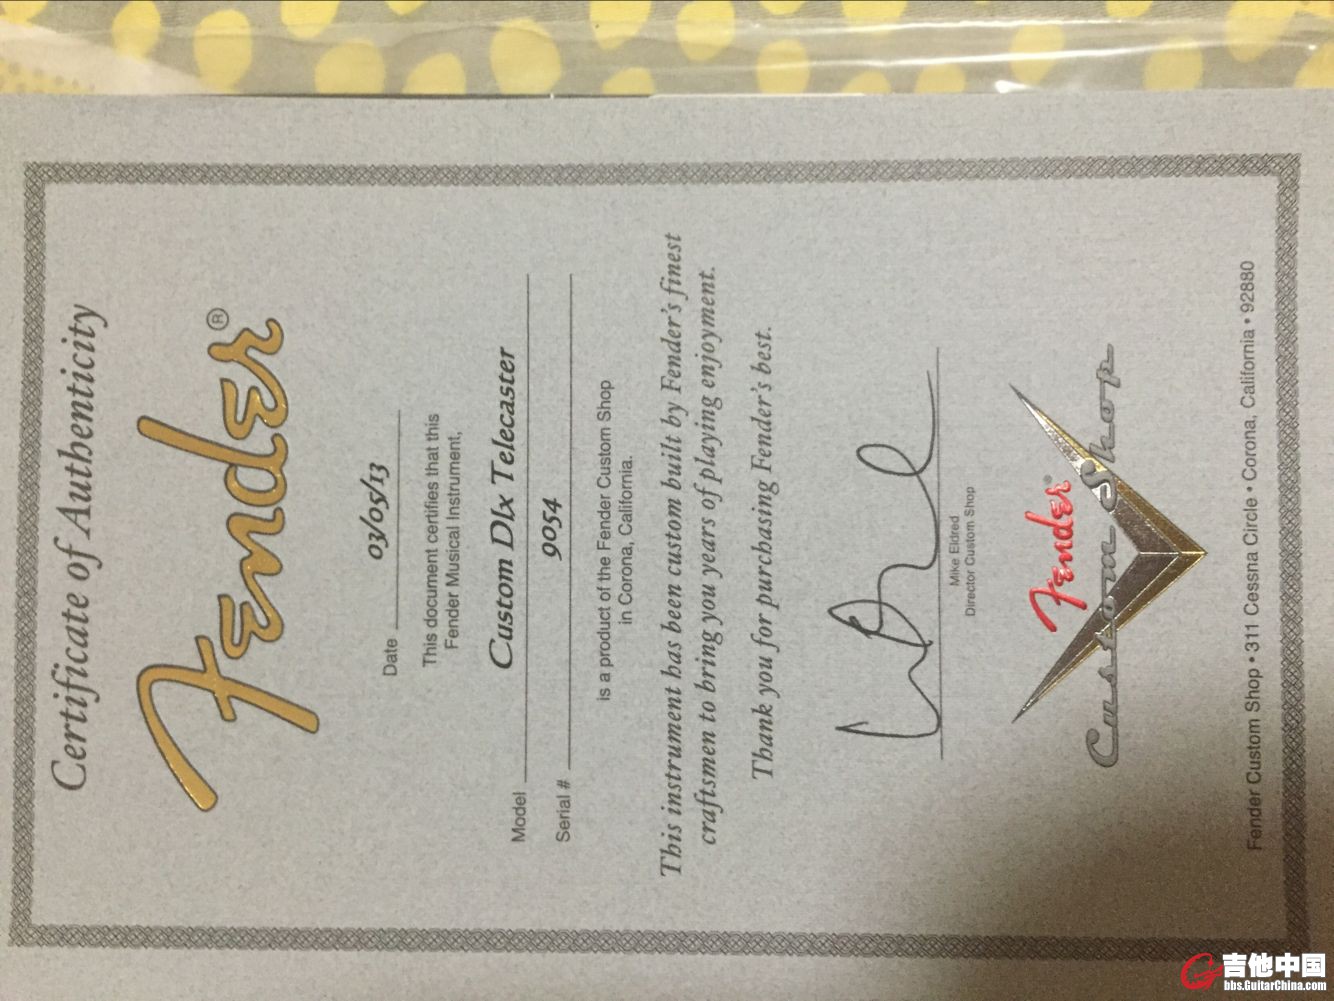 Certificate of Authenticity
Fender®
Date 03/05/13
This document certifies that this
Fender Musical Instrument,
Model Custom Dlx Telecaster
Serial # 9054
is a product of the Fender Custom Shop
in Corona, California.
This instrument has been custom built by Fender's finest
craftsmen to bring you years of playing enjoyment.
Thank you for purchasing Fender's best.
Mike Eldred
Director Custom Shop
Fender®
Custom Shop
Fender Custom Shop • 311 Cessna Circle • Corona, California • 92880
吉他中国
bbs.GuitarChina.com